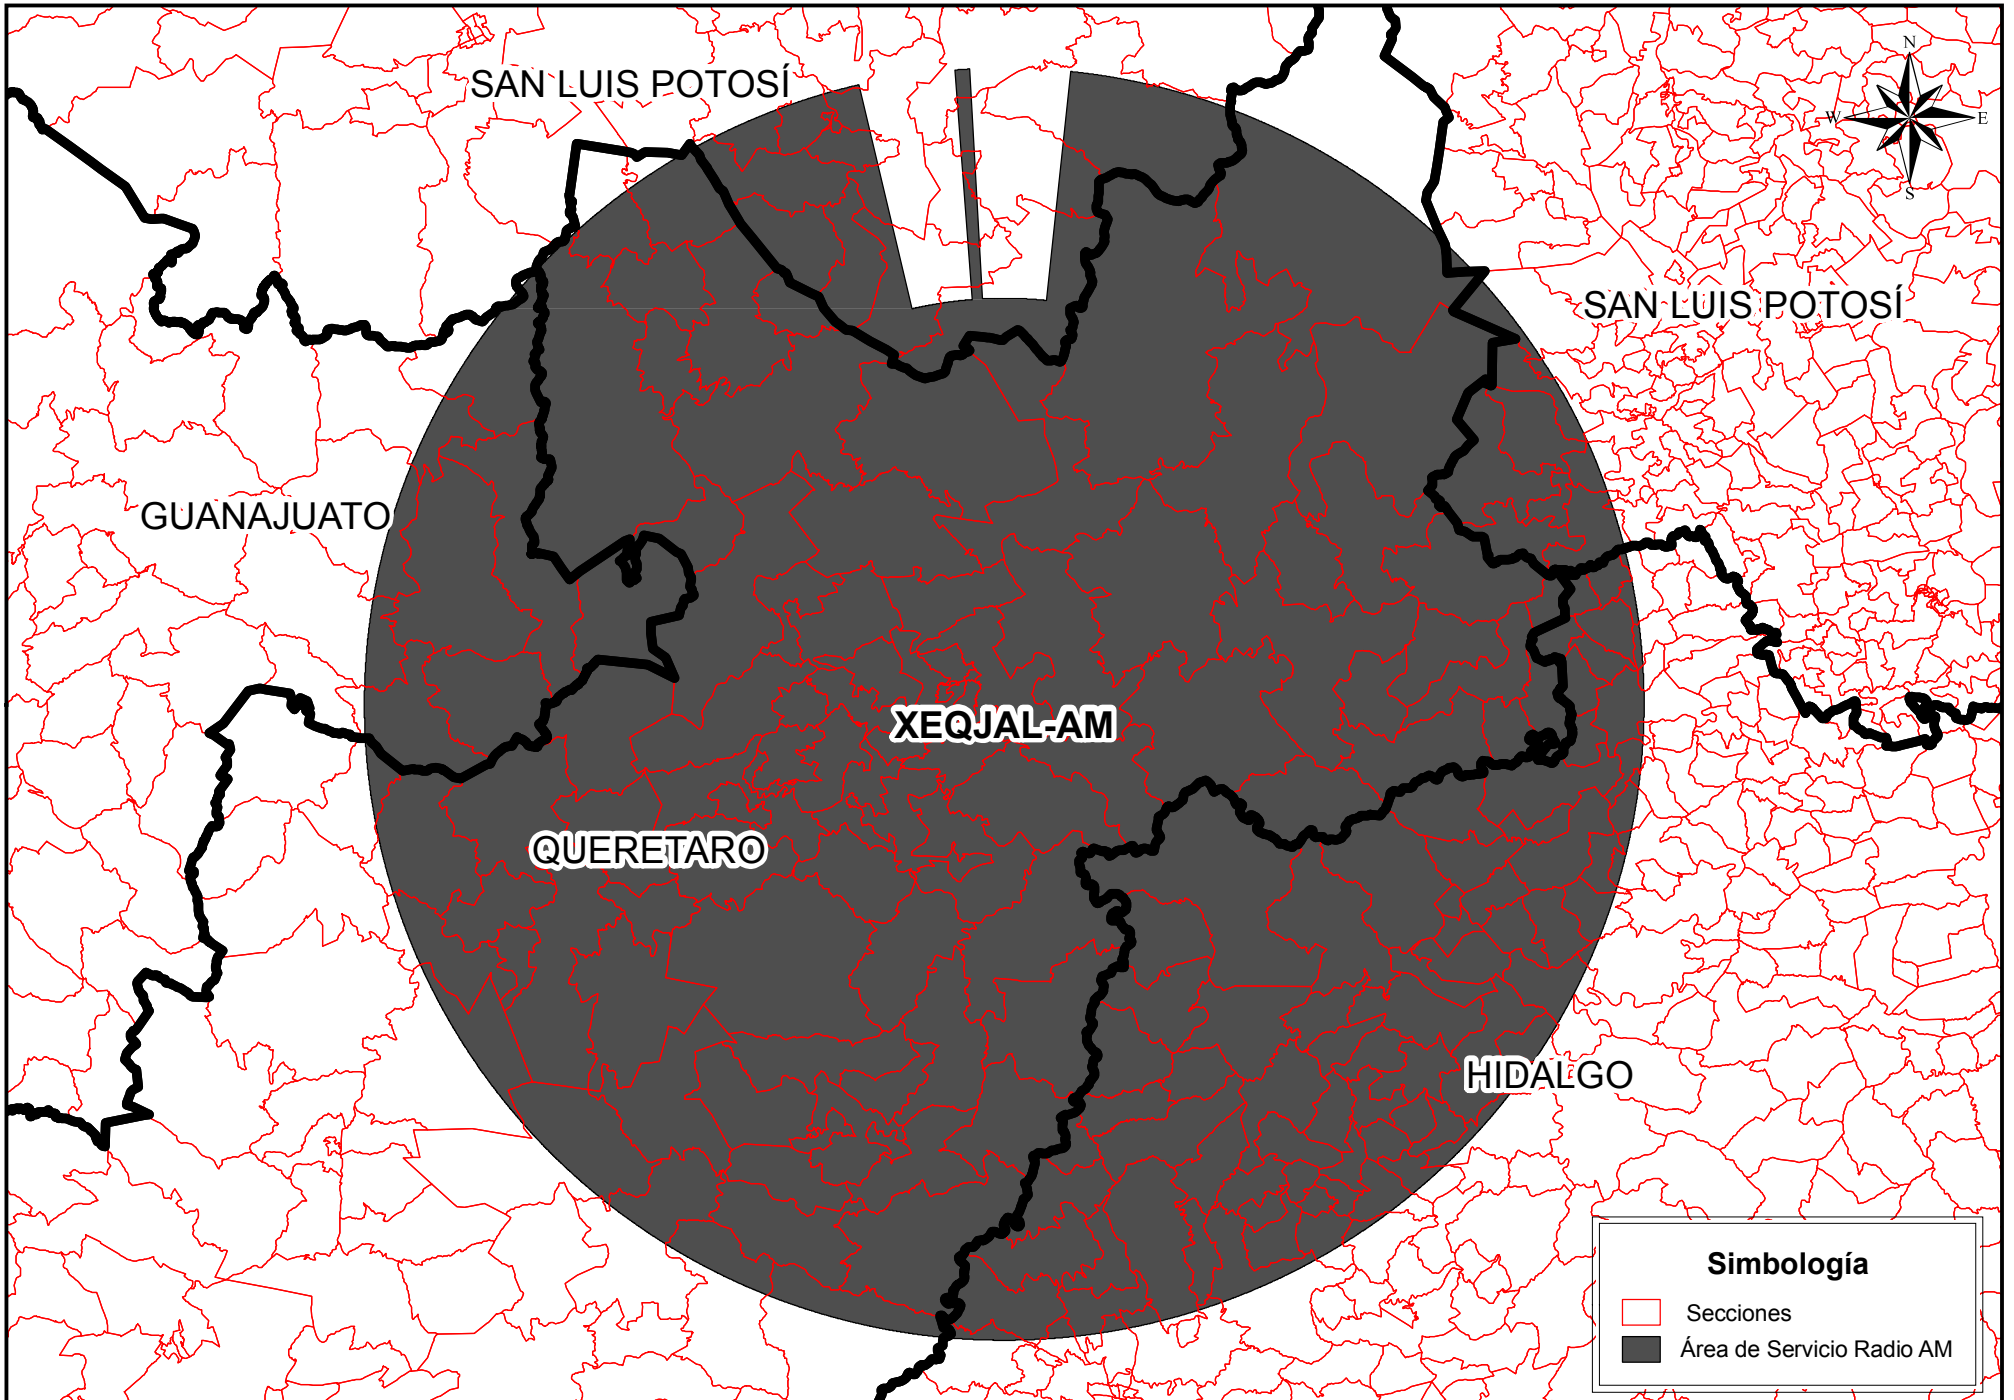 SAN LUIS POTOSÍ
N
W
E
S
SAN LUIS POTOSÍ
GUANAJUATO
XEQJAL-AM
QUERETARO
HIDALGO
Simbología
Secciones
Área de Servicio Radio AM